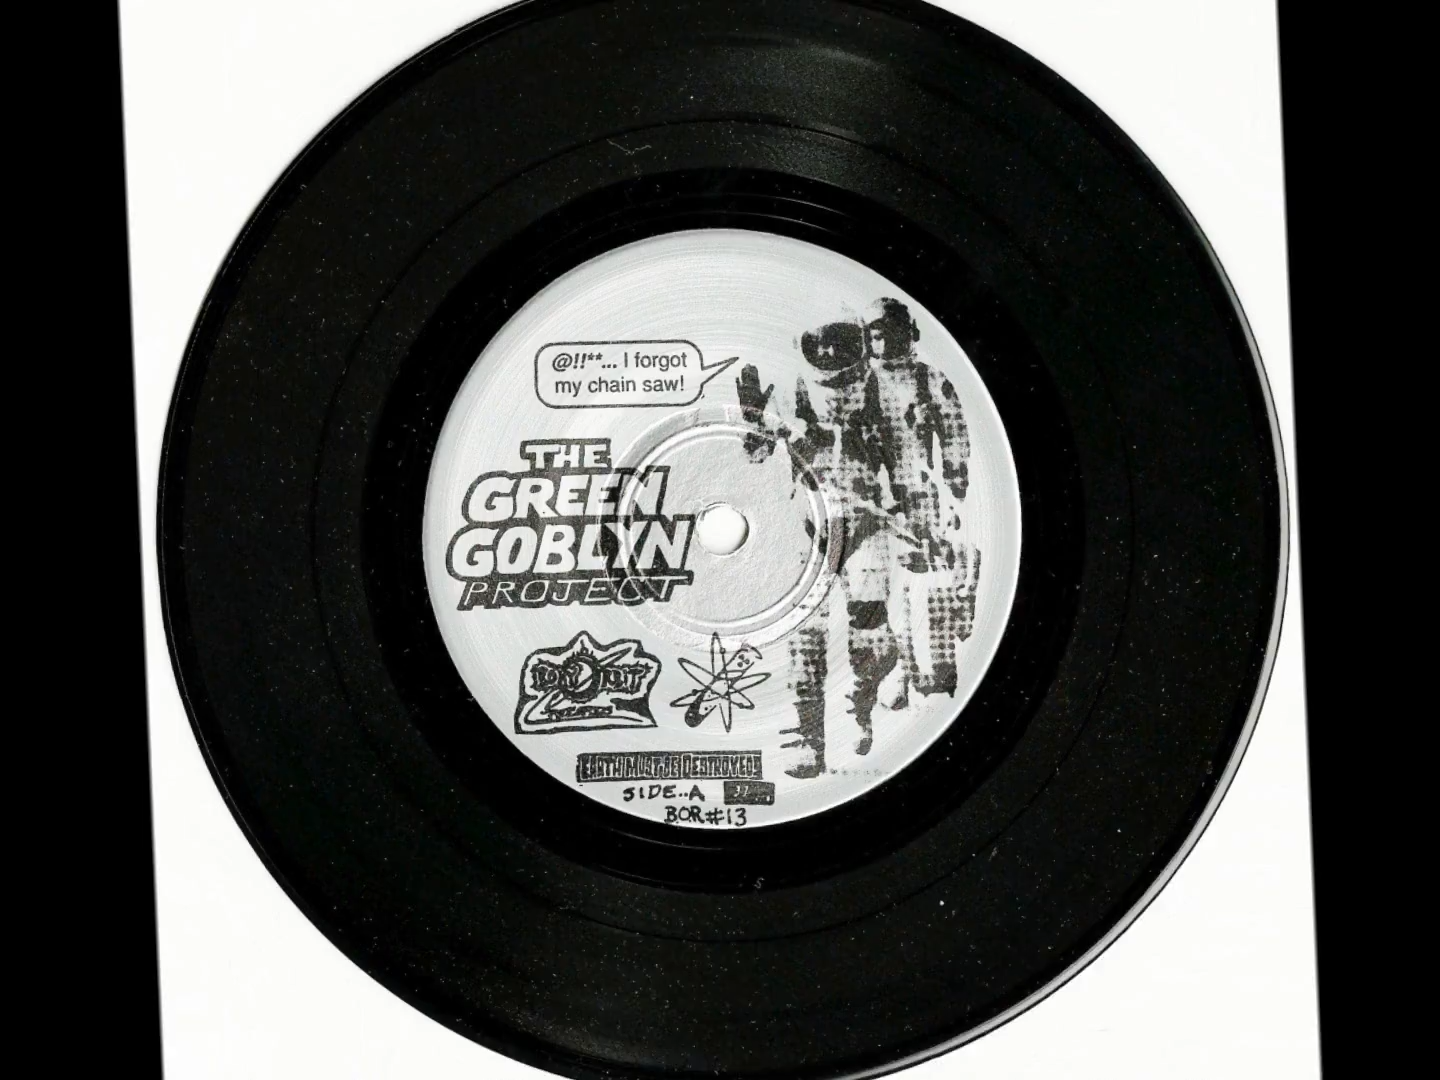 @!!**... I forgot
my chain saw!
THE
GREEN
GOBLYN
PROJECT
EARTH MUST BE DESTROYED!
SIDE..A
BOR#13